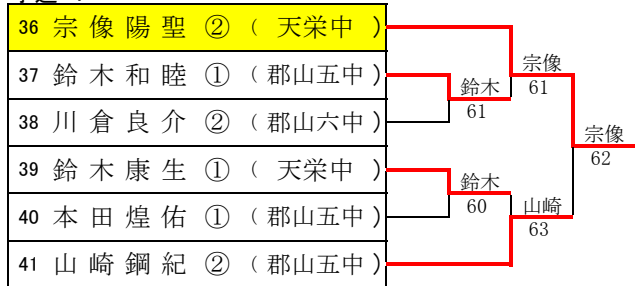 36 宗像陽聖 ② ( 天栄中 )
37 鈴木和睦 ① ( 郡山五中 )
38 川倉良介 ② ( 郡山六中 )
39 鈴木康生 ① ( 天栄中 )
40 本田煌佑 ① ( 郡山五中 )
41 山崎鋼紀 ② ( 郡山五中 )
鈴木
61
鈴木
60
宗像
61
山崎
63
宗像
62